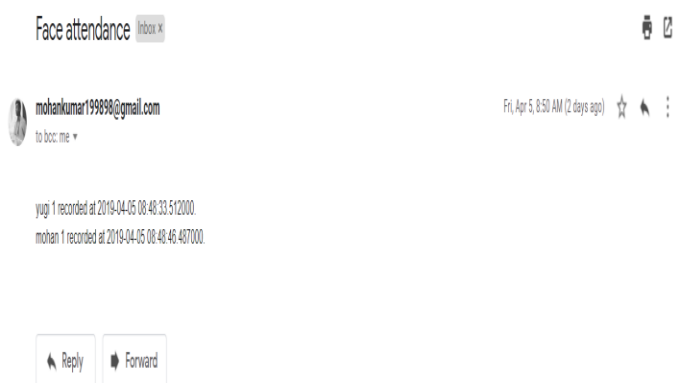 Face attendance Inbox x
mohankumar199898@gmail.com Fri, Apr 5, 8:50 AM (2 days ago)
to bcc: me
yugi 1 recorded at 2019-04-05 08:48:33.512000.
mohan 1 recorded at 2019-04-05 08:48:46.487000.
Reply Forward